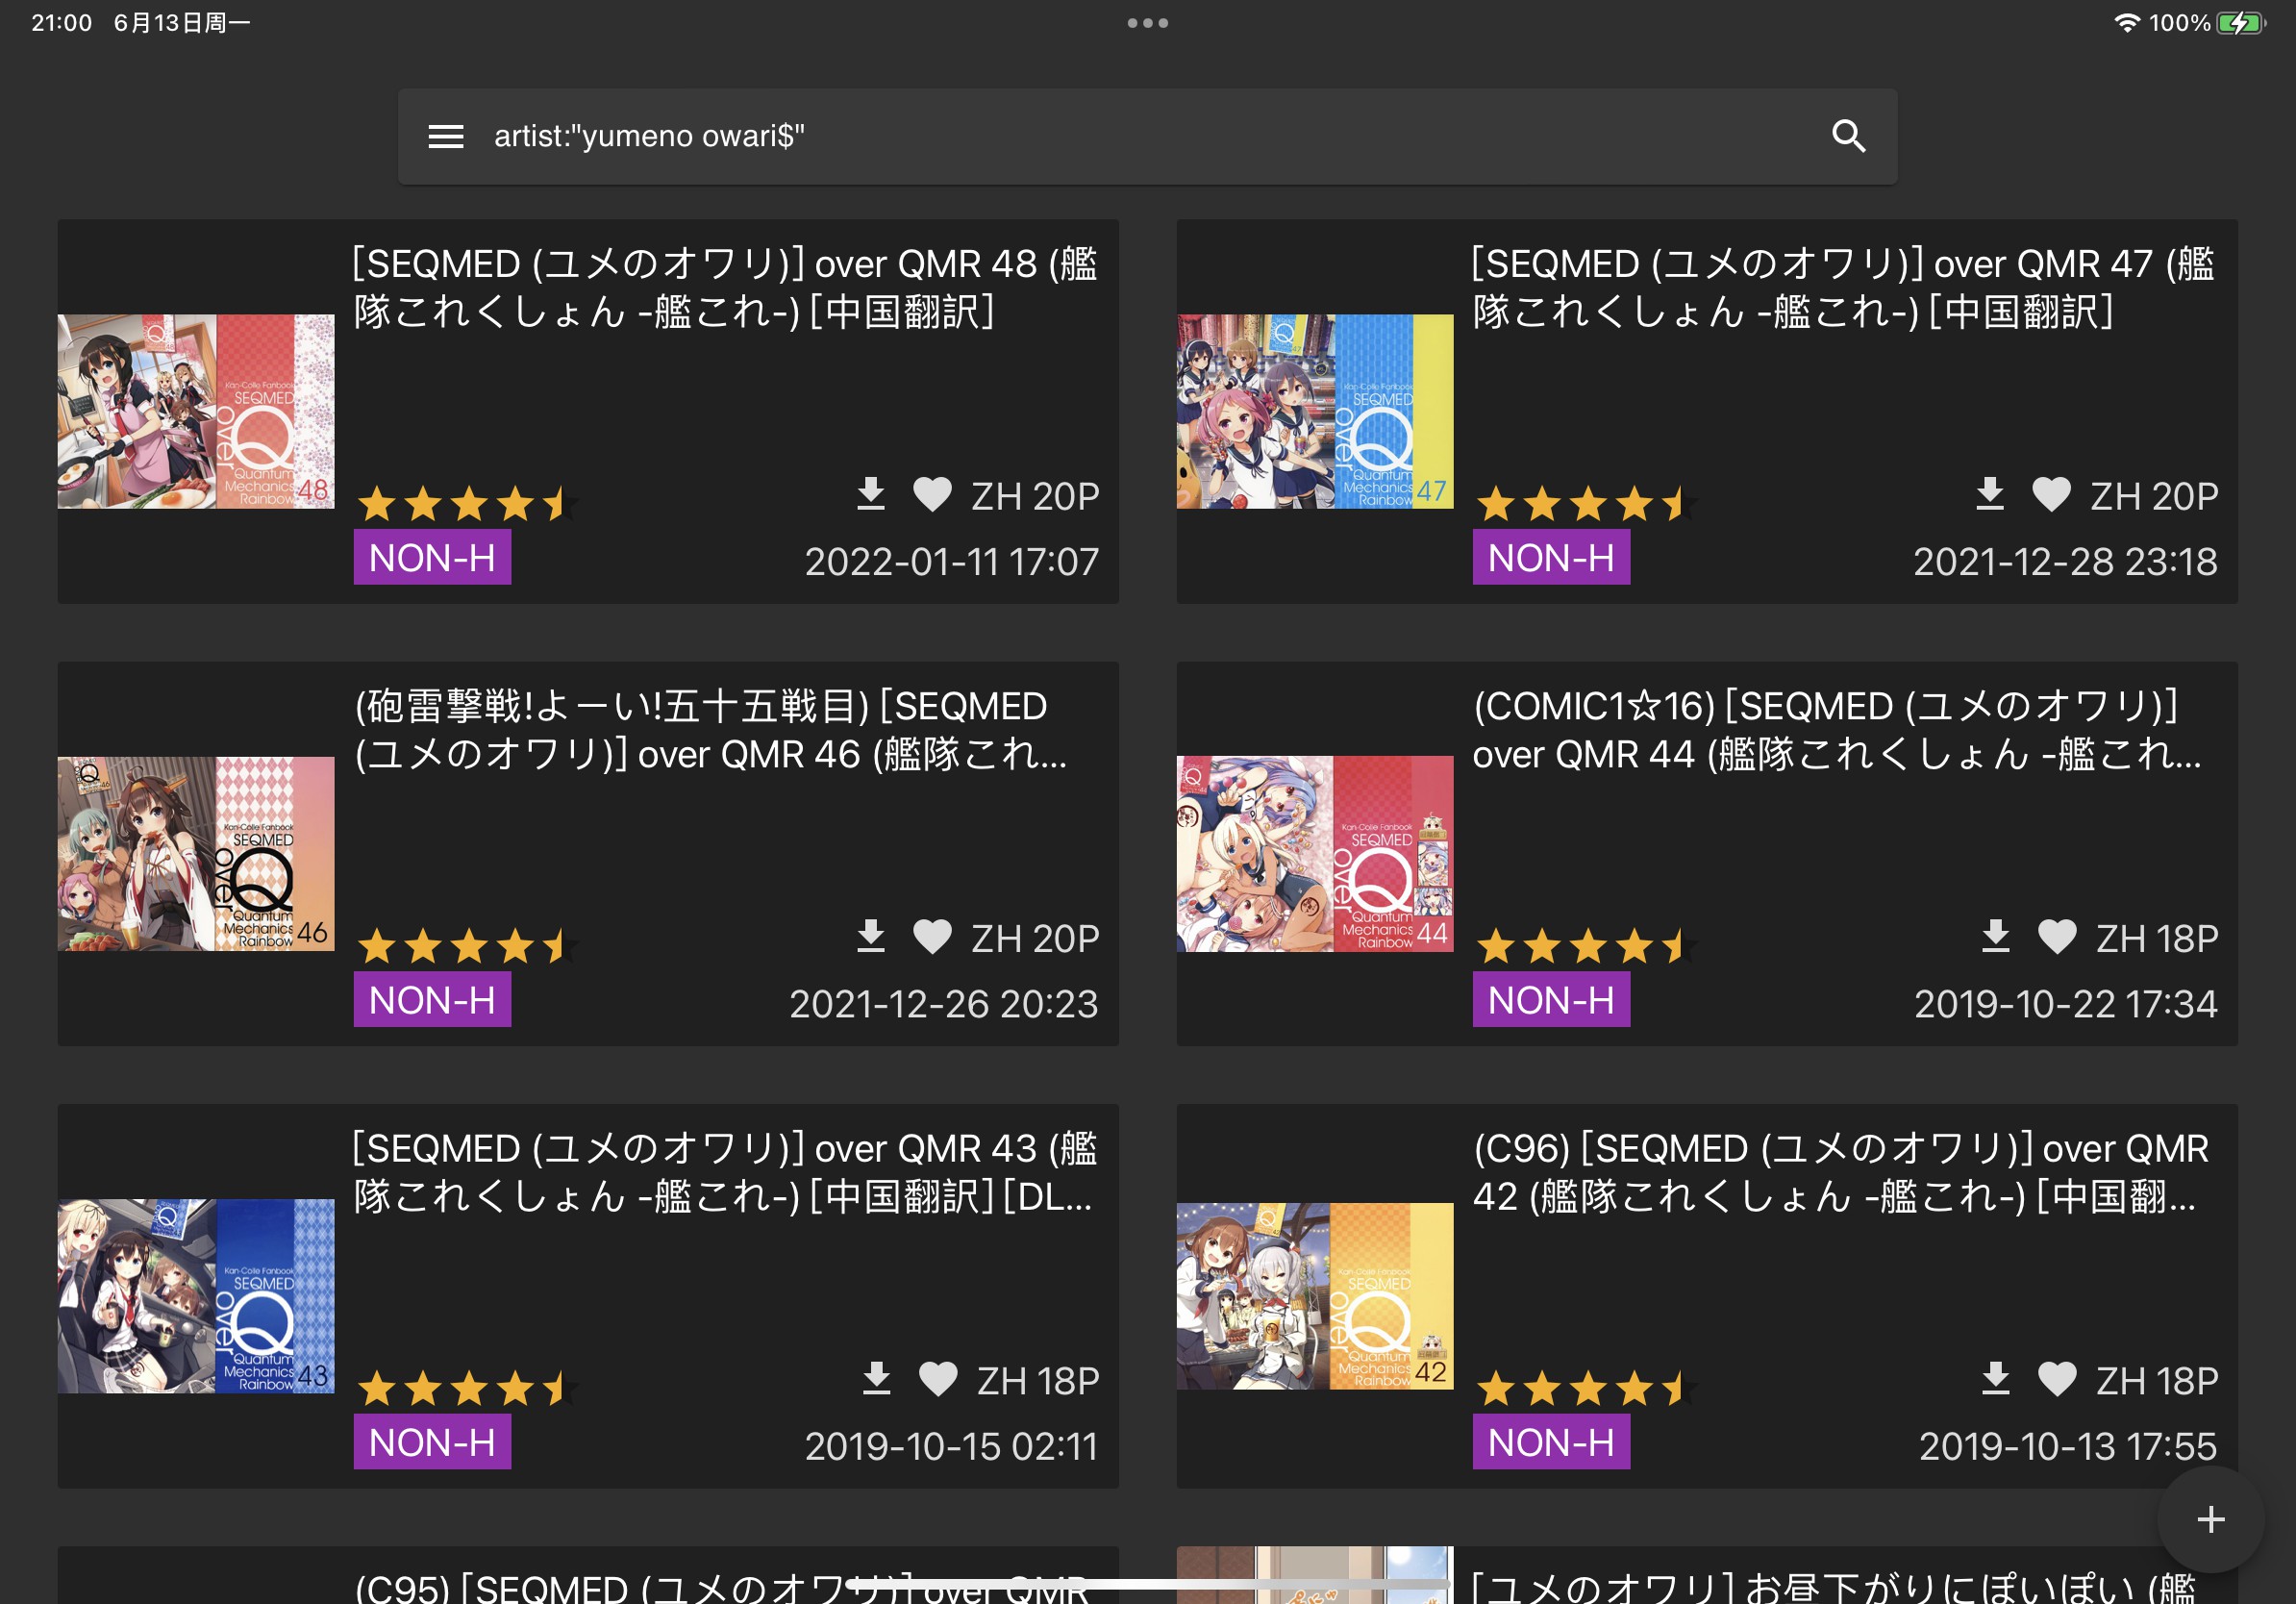 21:00 6月13日周一
100%
artist:"yumeno owari$"
[SEQMED (ユメのオワリ)] over QMR 48 (艦
隊これくしょん -艦これ-) [中国翻訳]
Kan-Colle Fanbook
SEQMED
over
Q
Quantum
Mechanics
Rainbow 48
ZH 20P
NON-H
2022-01-11 17:07
[SEQMED (ユメのオワリ)] over QMR 47 (艦
隊これくしょん -艦これ-) [中国翻訳]
Kan-Colle Fanbook
SEQMED
over
Q
Quantum
Mechanics
Rainbow 47
ZH 20P
NON-H
2021-12-28 23:18
(砲雷撃戦!よーい!五十五戦目) [SEQMED
(ユメのオワリ)] over QMR 46 (艦隊これ...
Kan-Colle Fanbook
SEQMED
over
Q
Quantum
Mechanics
Rainbow 46
ZH 20P
NON-H
2021-12-26 20:23
(COMIC1☆16) [SEQMED (ユメのオワリ)]
over QMR 44 (艦隊これくしょん -艦これ...
Kan-Colle Fanbook
SEQMED
over
Q
Quantum
Mechanics
Rainbow 44
ZH 18P
NON-H
2019-10-22 17:34
[SEQMED (ユメのオワリ)] over QMR 43 (艦
隊これくしょん -艦これ-) [中国翻訳] [DL...
Kan-Colle Fanbook
SEQMED
over
Q
Quantum
Mechanics
Rainbow 43
ZH 18P
NON-H
2019-10-15 02:11
(C96) [SEQMED (ユメのオワリ)] over QMR
42 (艦隊これくしょん -艦これ-) [中国翻...
Kan-Colle Fanbook
SEQMED
over
Q
Quantum
Mechanics
Rainbow 42
ZH 18P
NON-H
2019-10-13 17:55
(C95) [SEQMED (ユメのオワリ)] over QMR
[ユメのオワリ] お昼下がりにぽいぽい (艦